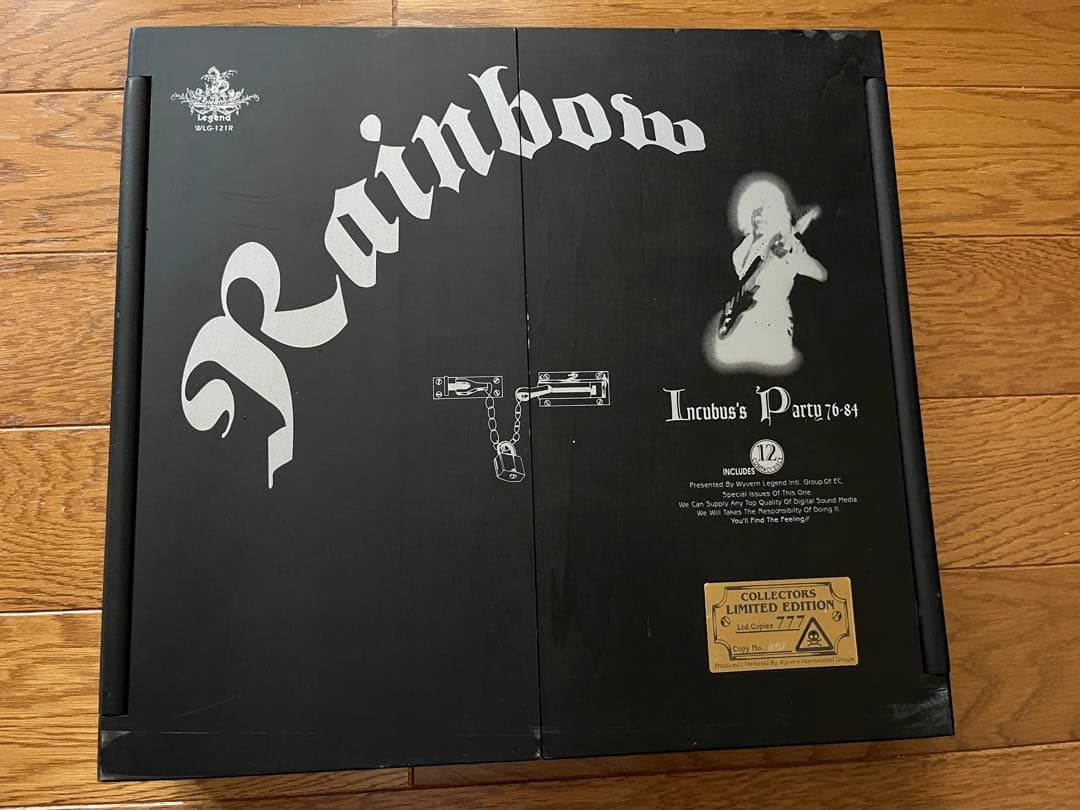 Legend
WLG-121R
Rainbow
Incubus's Party 76-84
INCLUDES 12
Presented By Wyvern Legend Intl. Group Of EC.
Special Issues Of This One.
We Can Supply Any Top Quality Of Digital Sound Media.
We Will Takes The Responsibility Of Doing It.
You'll Find The Feeling!!
COLLECTORS
LIMITED EDITION
Ltd.Copies 777
Copy No.
Produced / Marketed By Wyvern International Groups